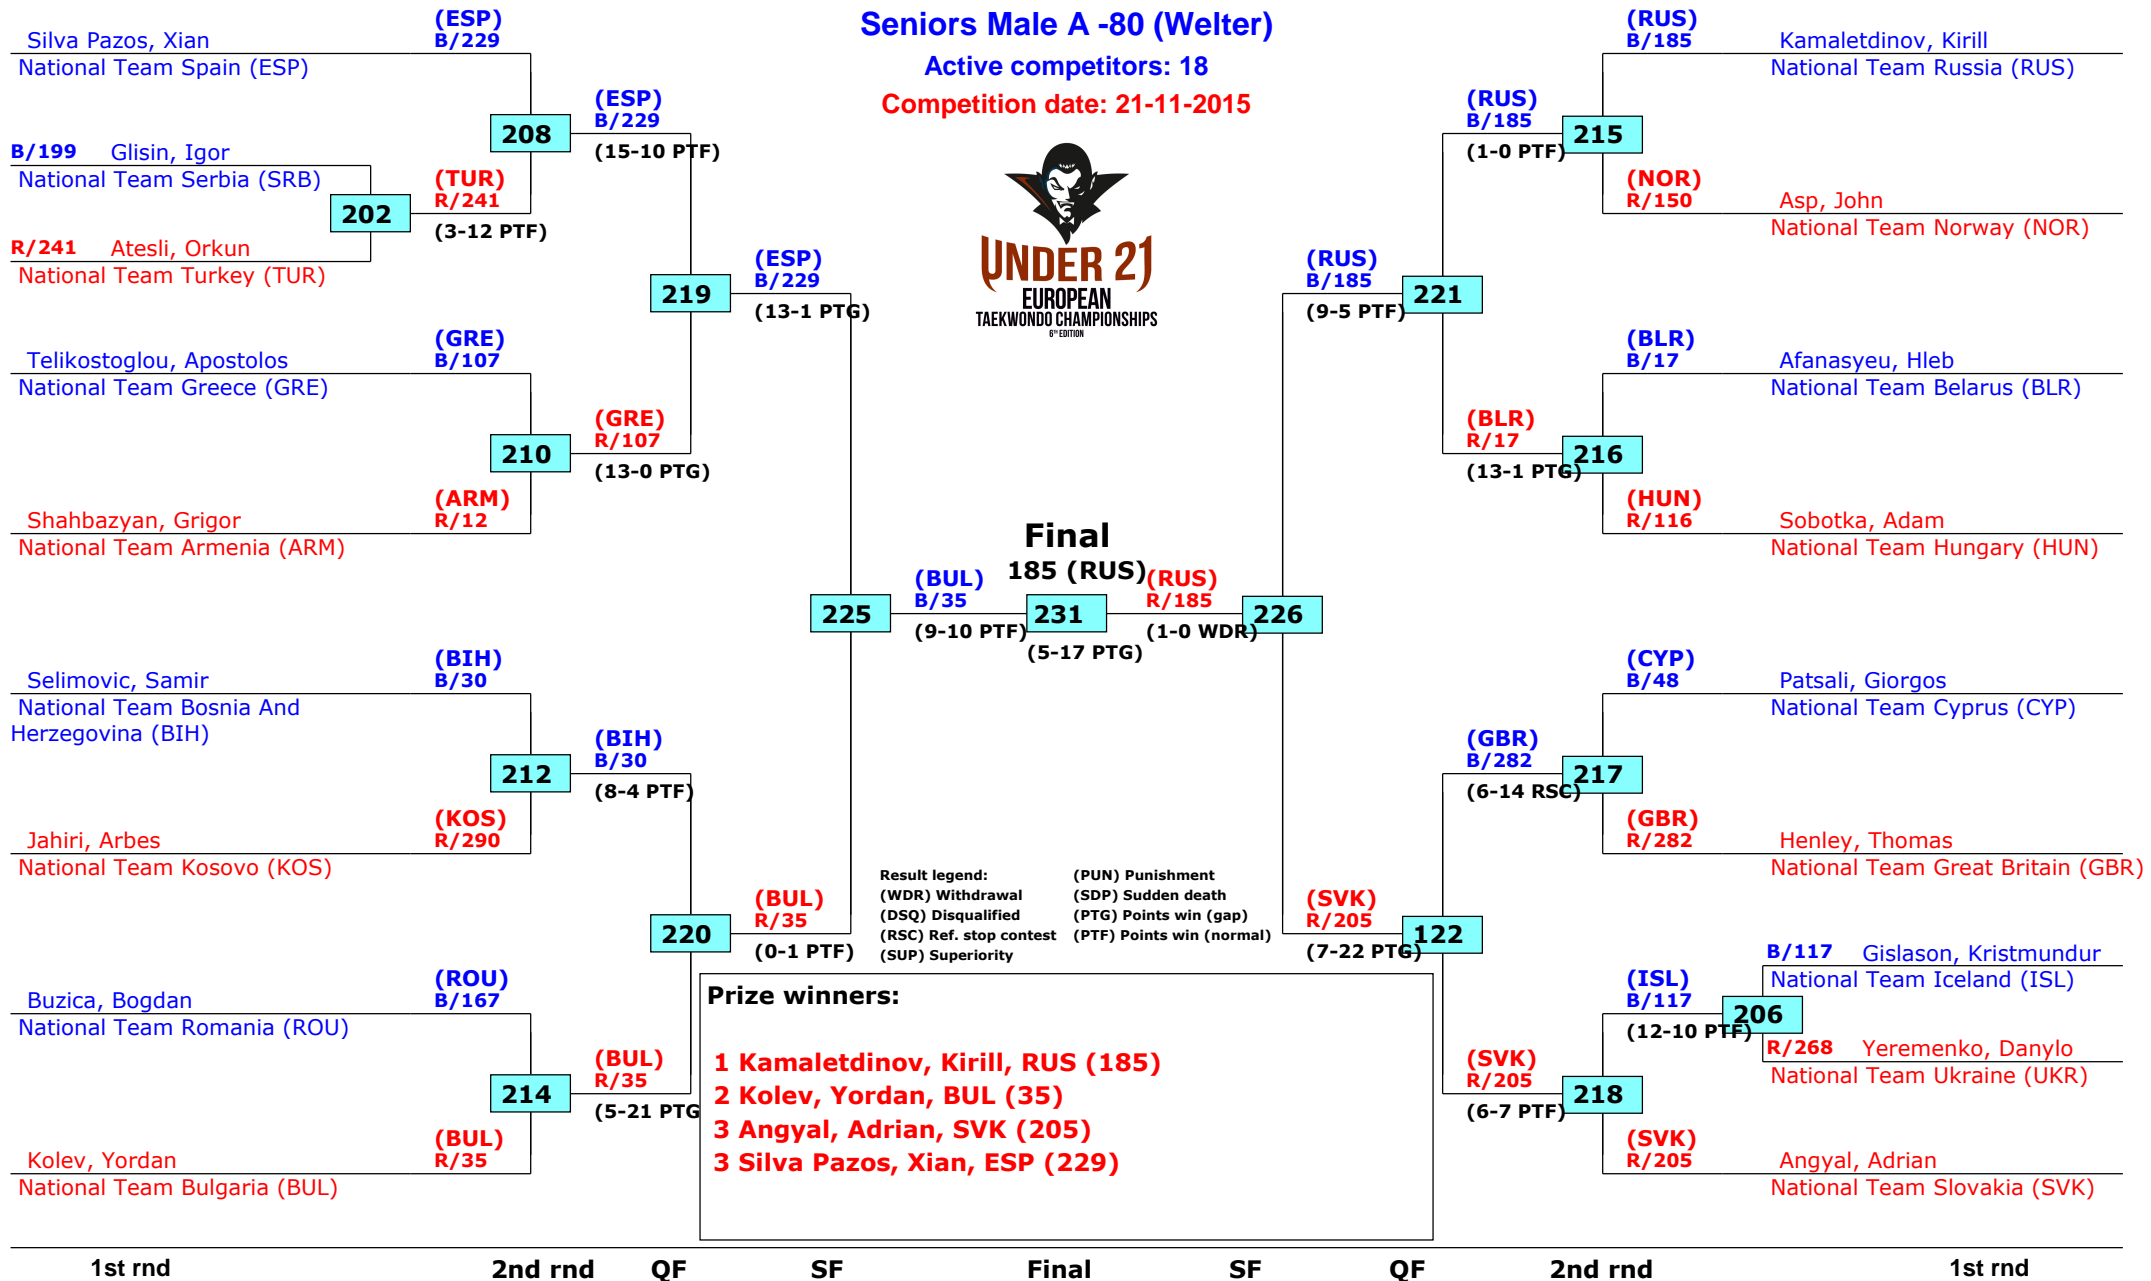 Seniors Male A -80 (Welter)
Active competitors: 18
Competition date: 21-11-2015
UNDER 21
EUROPEAN
TAEKWONDO CHAMPIONSHIPS
6TH EDITION
(ESP)
B/229
Silva Pazos, Xian
National Team Spain (ESP)
208
(ESP)
B/229
(15-10 PTF)
B/199 Glisin, Igor
National Team Serbia (SRB)
202
(TUR)
R/241
(3-12 PTF)
R/241 Atesli, Orkun
National Team Turkey (TUR)
219
(ESP)
B/229
(13-1 PTG)
(GRE)
B/107
Telikostoglou, Apostolos
National Team Greece (GRE)
210
(GRE)
R/107
(13-0 PTG)
(ARM)
R/12
Shahbazyan, Grigor
National Team Armenia (ARM)
225
(BUL)
B/35
(9-10 PTF)
(BIH)
B/30
Selimovic, Samir
National Team Bosnia And
Herzegovina (BIH)
212
(BIH)
B/30
(8-4 PTF)
(KOS)
R/290
Jahiri, Arbes
National Team Kosovo (KOS)
220
(BUL)
R/35
(0-1 PTF)
(ROU)
B/167
Buzica, Bogdan
National Team Romania (ROU)
214
(BUL)
R/35
(5-21 PTG
(BUL)
R/35
Kolev, Yordan
National Team Bulgaria (BUL)
Final
185 (RUS)
231
(5-17 PTG)
(RUS)
R/185
(1-0 WDR)
226
(RUS)
B/185
Kamaletdinov, Kirill
National Team Russia (RUS)
(RUS)
B/185
(1-0 PTF)
215
(NOR)
R/150
Asp, John
National Team Norway (NOR)
(RUS)
B/185
(9-5 PTF)
221
(BLR)
B/17
Afanasyeu, Hleb
National Team Belarus (BLR)
(BLR)
R/17
(13-1 PTG)
216
(HUN)
R/116
Sobotka, Adam
National Team Hungary (HUN)
(CYP)
B/48
Patsali, Giorgos
National Team Cyprus (CYP)
(GBR)
B/282
(6-14 RSC)
217
(GBR)
R/282
Henley, Thomas
National Team Great Britain (GBR)
(SVK)
R/205
(7-22 PTG)
122
B/117 Gislason, Kristmundur
National Team Iceland (ISL)
(ISL)
B/117
(12-10 PTF)
206
R/268 Yeremenko, Danylo
National Team Ukraine (UKR)
(SVK)
R/205
(6-7 PTF)
218
(SVK)
R/205
Angyal, Adrian
National Team Slovakia (SVK)
Result legend:
(WDR) Withdrawal
(DSQ) Disqualified
(RSC) Ref. stop contest
(SUP) Superiority
(PUN) Punishment
(SDP) Sudden death
(PTG) Points win (gap)
(PTF) Points win (normal)
Prize winners:
1 Kamaletdinov, Kirill, RUS (185)
2 Kolev, Yordan, BUL (35)
3 Angyal, Adrian, SVK (205)
3 Silva Pazos, Xian, ESP (229)
1st rnd 2nd rnd QF SF Final SF QF 2nd rnd 1st rnd